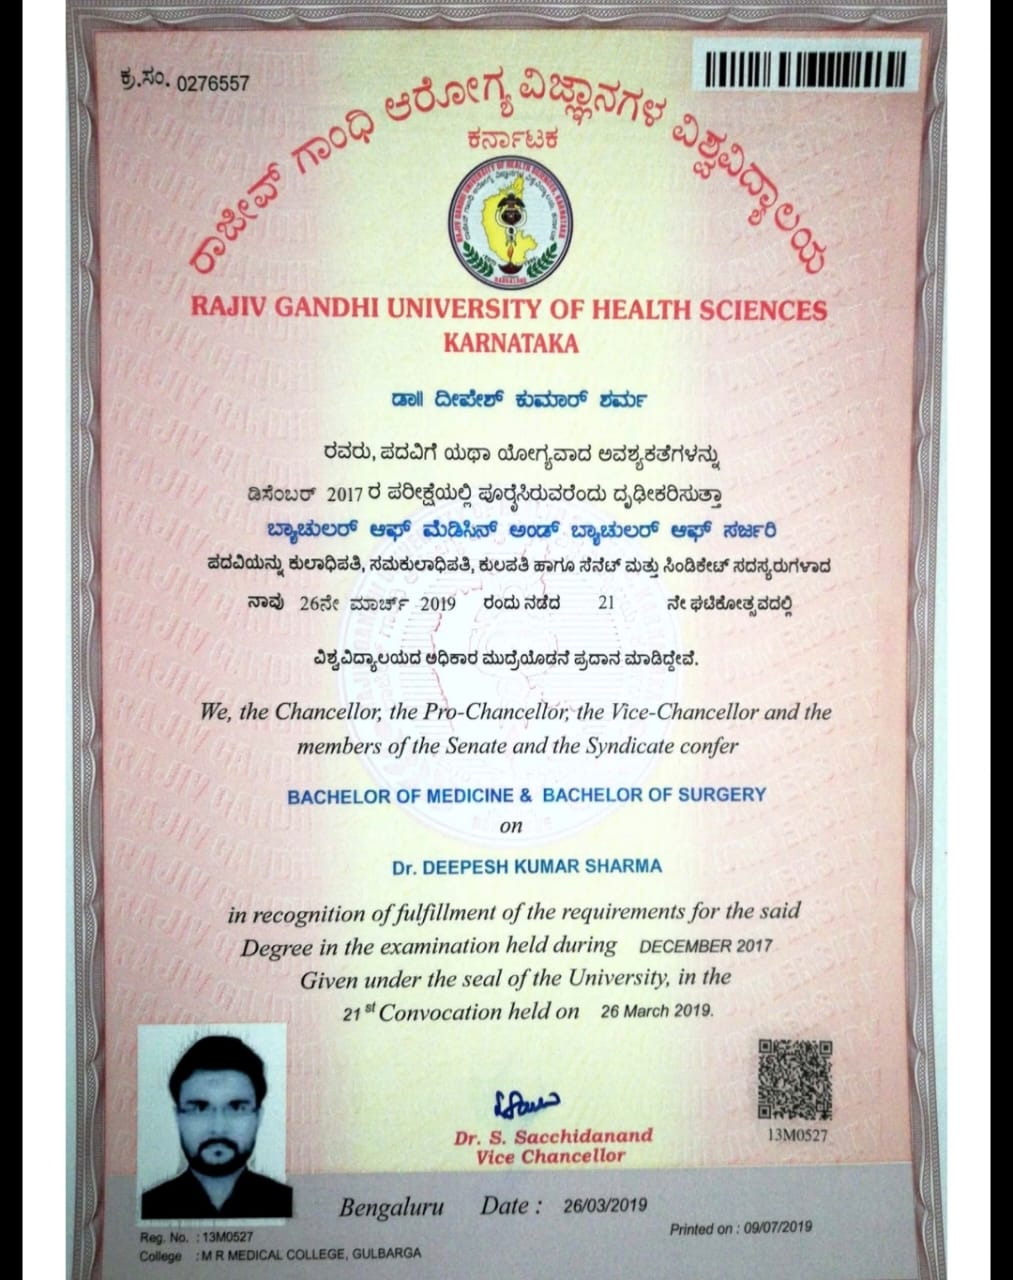 ಕ್ರ.ಸಂ. 0276557
ರಾಜೀವ್ ಗಾಂಧಿ ಆರೋಗ್ಯ ವಿಜ್ಞಾನಗಳ ವಿಶ್ವವಿದ್ಯಾಲಯ
ಕರ್ನಾಟಕ
RAJIV GANDHI UNIVERSITY OF HEALTH SCIENCES
KARNATAKA
ಡಾ|| ದೀಪೇಶ್ ಕುಮಾರ್ ಶರ್ಮ
ರವರು, ಪದವಿಗೆ ಯಥಾ ಯೋಗ್ಯವಾದ ಅವಶ್ಯಕತೆಗಳನ್ನು
ಡಿಸೆಂಬರ್ 2017 ರ ಪರೀಕ್ಷೆಯಲ್ಲಿ ಪೂರೈಸಿರುವರೆಂದು ದೃಢೀಕರಿಸುತ್ತಾ
ಬ್ಯಾಚುಲರ್ ಆಫ್ ಮೆಡಿಸಿನ್ ಅಂಡ್ ಬ್ಯಾಚುಲರ್ ಆಫ್ ಸರ್ಜರಿ
ಪದವಿಯನ್ನು ಕುಲಾಧಿಪತಿ, ಸಮಕುಲಾಧಿಪತಿ, ಕುಲಪತಿ ಹಾಗೂ ಸೆನೆಟ್ ಮತ್ತು ಸಿಂಡಿಕೇಟ್ ಸದಸ್ಯರುಗಳಾದ
ನಾವು 26ನೇ ಮಾರ್ಚ್ 2019 ರಂದು ನಡೆದ 21 ನೇ ಘಟಿಕೋತ್ಸವದಲ್ಲಿ
ವಿಶ್ವವಿದ್ಯಾಲಯದ ಅಧಿಕಾರ ಮುದ್ರೆಯೊಡನೆ ಪ್ರದಾನ ಮಾಡಿದ್ದೇವೆ.
We, the Chancellor, the Pro-Chancellor, the Vice-Chancellor and the
members of the Senate and the Syndicate confer
BACHELOR OF MEDICINE & BACHELOR OF SURGERY
on
Dr. DEEPESH KUMAR SHARMA
in recognition of fulfillment of the requirements for the said
Degree in the examination held during DECEMBER 2017
Given under the seal of the University, in the
21st Convocation held on 26 March 2019.
13M0527
Dr. S. Sacchidanand
Vice Chancellor
Bengaluru Date : 26/03/2019
Printed on : 09/07/2019
Reg. No. : 13M0527
College : M R MEDICAL COLLEGE, GULBARGA